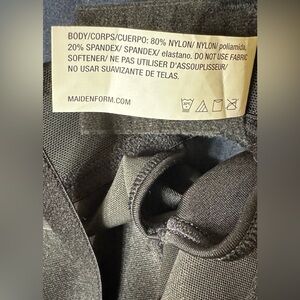 BODY/CORPS/CUERPO: 80% NYLON/ NYLON/ poliamida,
20% SPANDEX/ SPANDEX/ elastano. DO NOT USE FABRIC
SOFTENER/ NE PAS UTILISER D'ASSOUPLISSEUR/
NO USAR SUAVIZANTE DE TELAS.
MAIDENFORM.COM